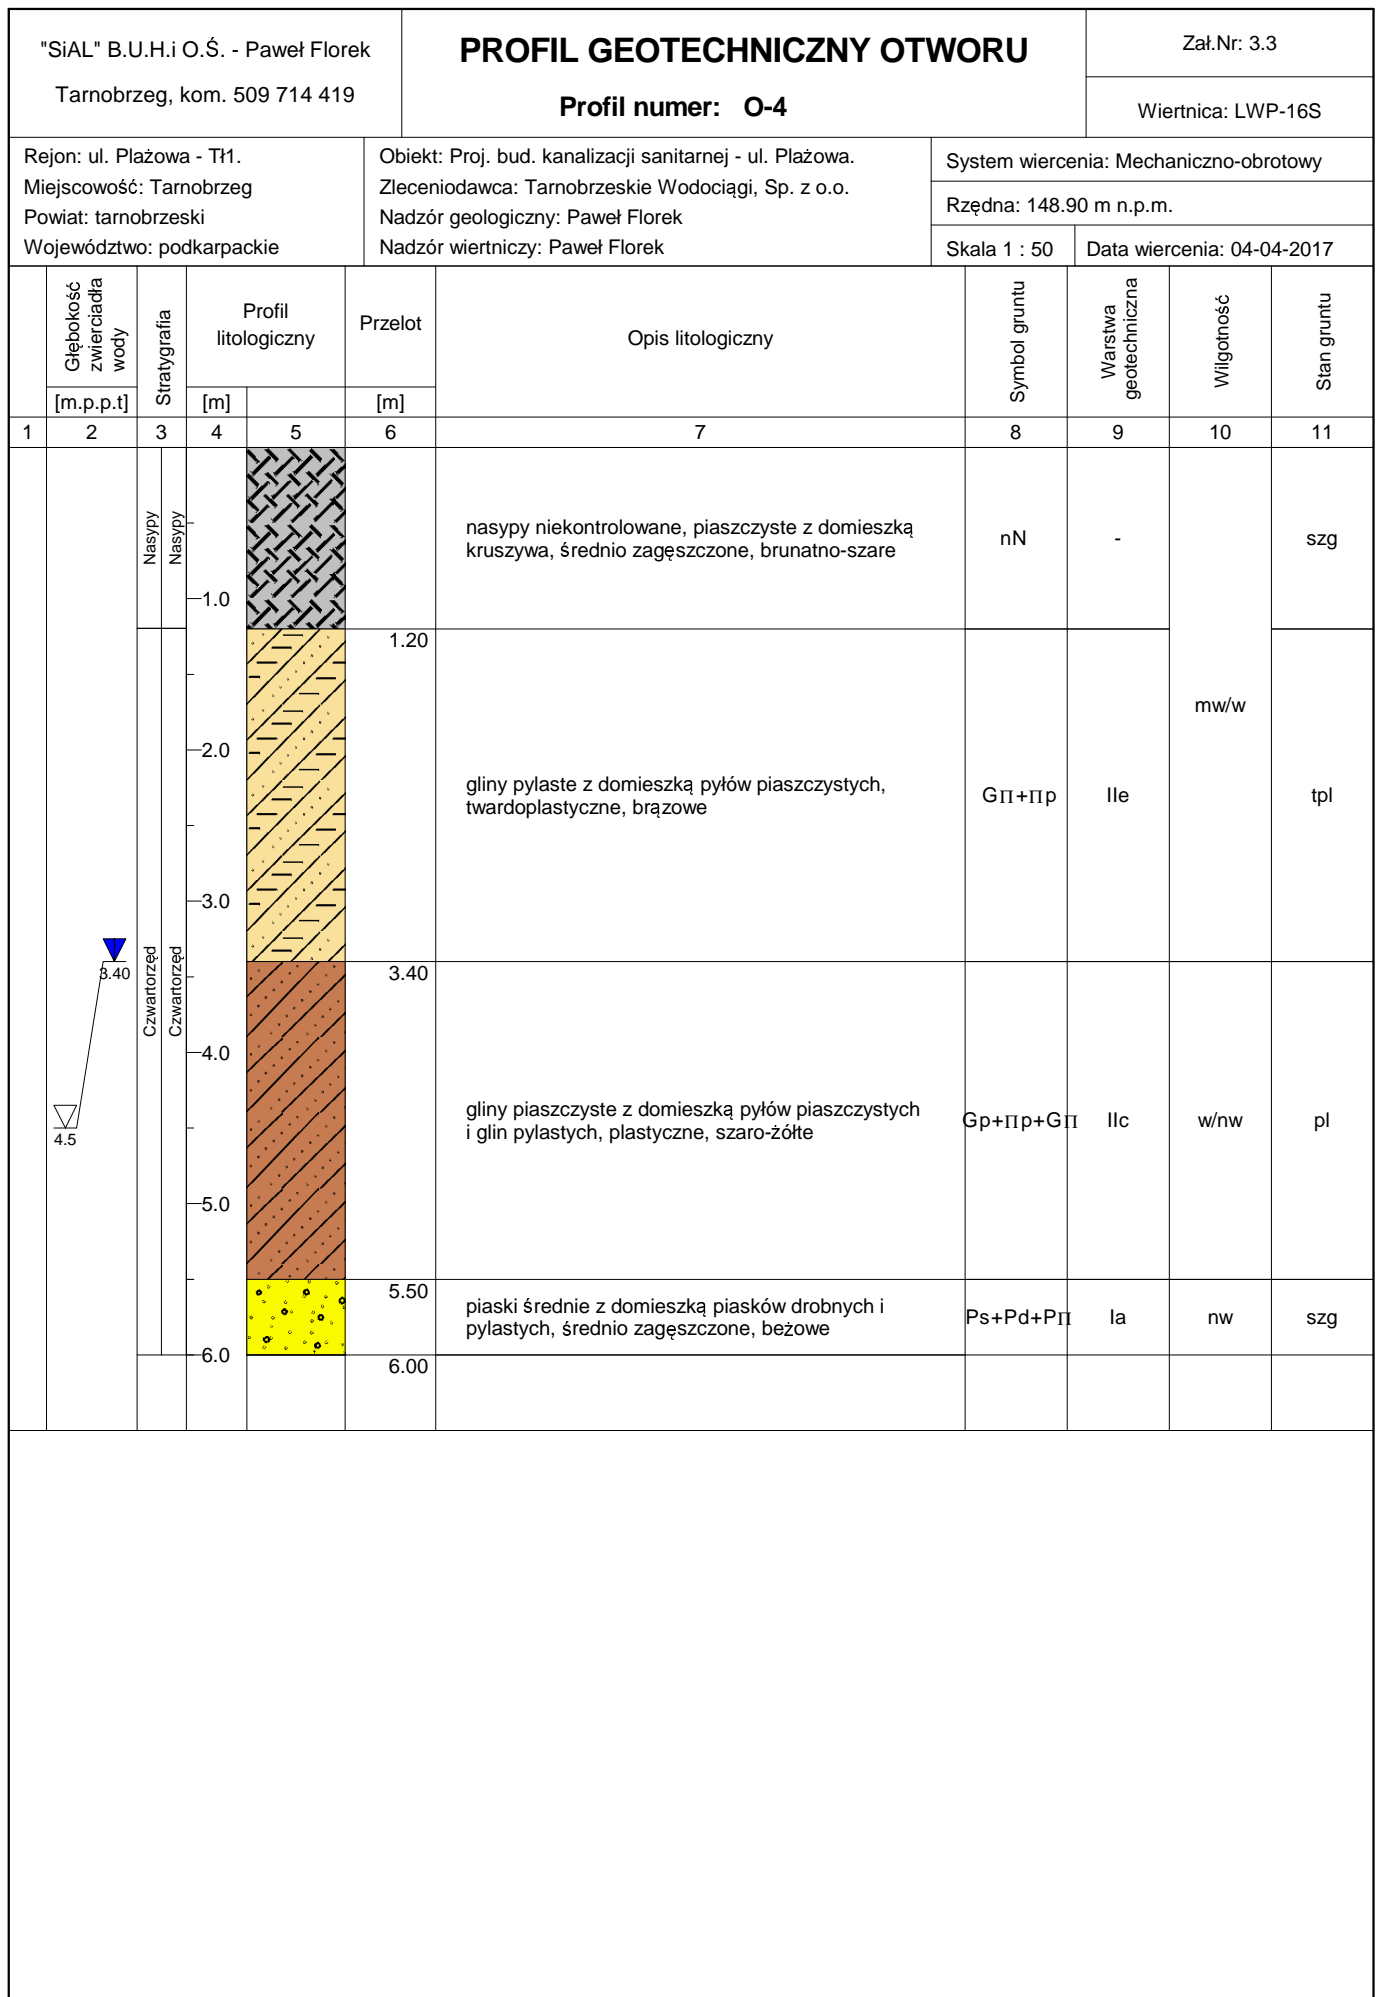 "SiAL" B.U.H.i O.Ś. - Paweł Florek
Tarnobrzeg, kom. 509 714 419
PROFIL GEOTECHNICZNY OTWORU
Profil numer: O-4
Zał.Nr: 3.3
Wiertnica: LWP-16S
Rejon: ul. Plażowa - Tł1.
Miejscowość: Tarnobrzeg
Powiat: tarnobrzeski
Województwo: podkarpackie
Obiekt: Proj. bud. kanalizacji sanitarnej - ul. Plażowa.
Zleceniodawca: Tarnobrzeskie Wodociągi, Sp. z o.o.
Nadzór geologiczny: Paweł Florek
Nadzór wiertniczy: Paweł Florek
System wiercenia: Mechaniczno-obrotowy
Rzędna: 148.90 m n.p.m.
Skala 1 : 50
Data wiercenia: 04-04-2017
Głębokość
zwierciadła
wody
[m.p.p.t]
Stratygrafia
Profil
litologiczny
[m]
Przelot
[m]
Opis litologiczny
Symbol gruntu
Warstwa
geotechniczna
Wilgotność
Stan gruntu
1 2 3 4 5 6 7 8 9 10 11
Nasypy
Nasypy
1.0
nasypy niekontrolowane, piaszczyste z domieszką
kruszywa, średnio zagęszczone, brunatno-szare
nN
-
szg
1.20
mw/w
2.0
gliny pylaste z domieszką pyłów piaszczystych,
twardoplastyczne, brązowe
GΠ+Πp
IIe
tpl
3.0
3.40
Czwartorzęd
Czwartorzęd
3.40
4.0
4.5
gliny piaszczyste z domieszką pyłów piaszczystych
i glin pylastych, plastyczne, szaro-żółte
Gp+Πp+GΠ
IIc
w/nw
pl
5.0
5.50
piaski średnie z domieszką piasków drobnych i
pylastych, średnio zagęszczone, beżowe
Ps+Pd+PΠ
Ia
nw
szg
6.0
6.00